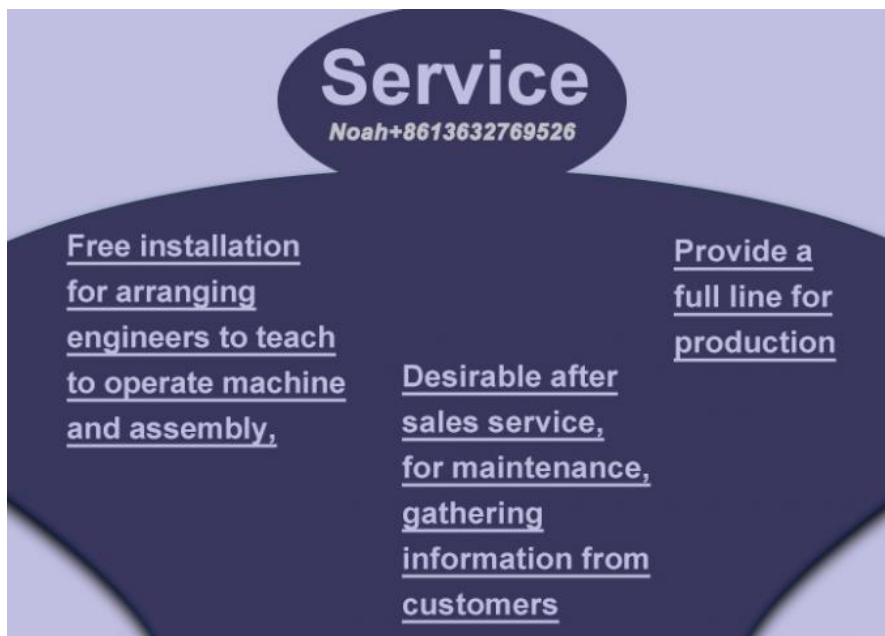 Service
Noah+8613632769526
Free installation
for arranging
engineers to teach
to operate machine
and assembly,
Desirable after
sales service,
for maintenance,
gathering
information from
customers
Provide a
full line for
production